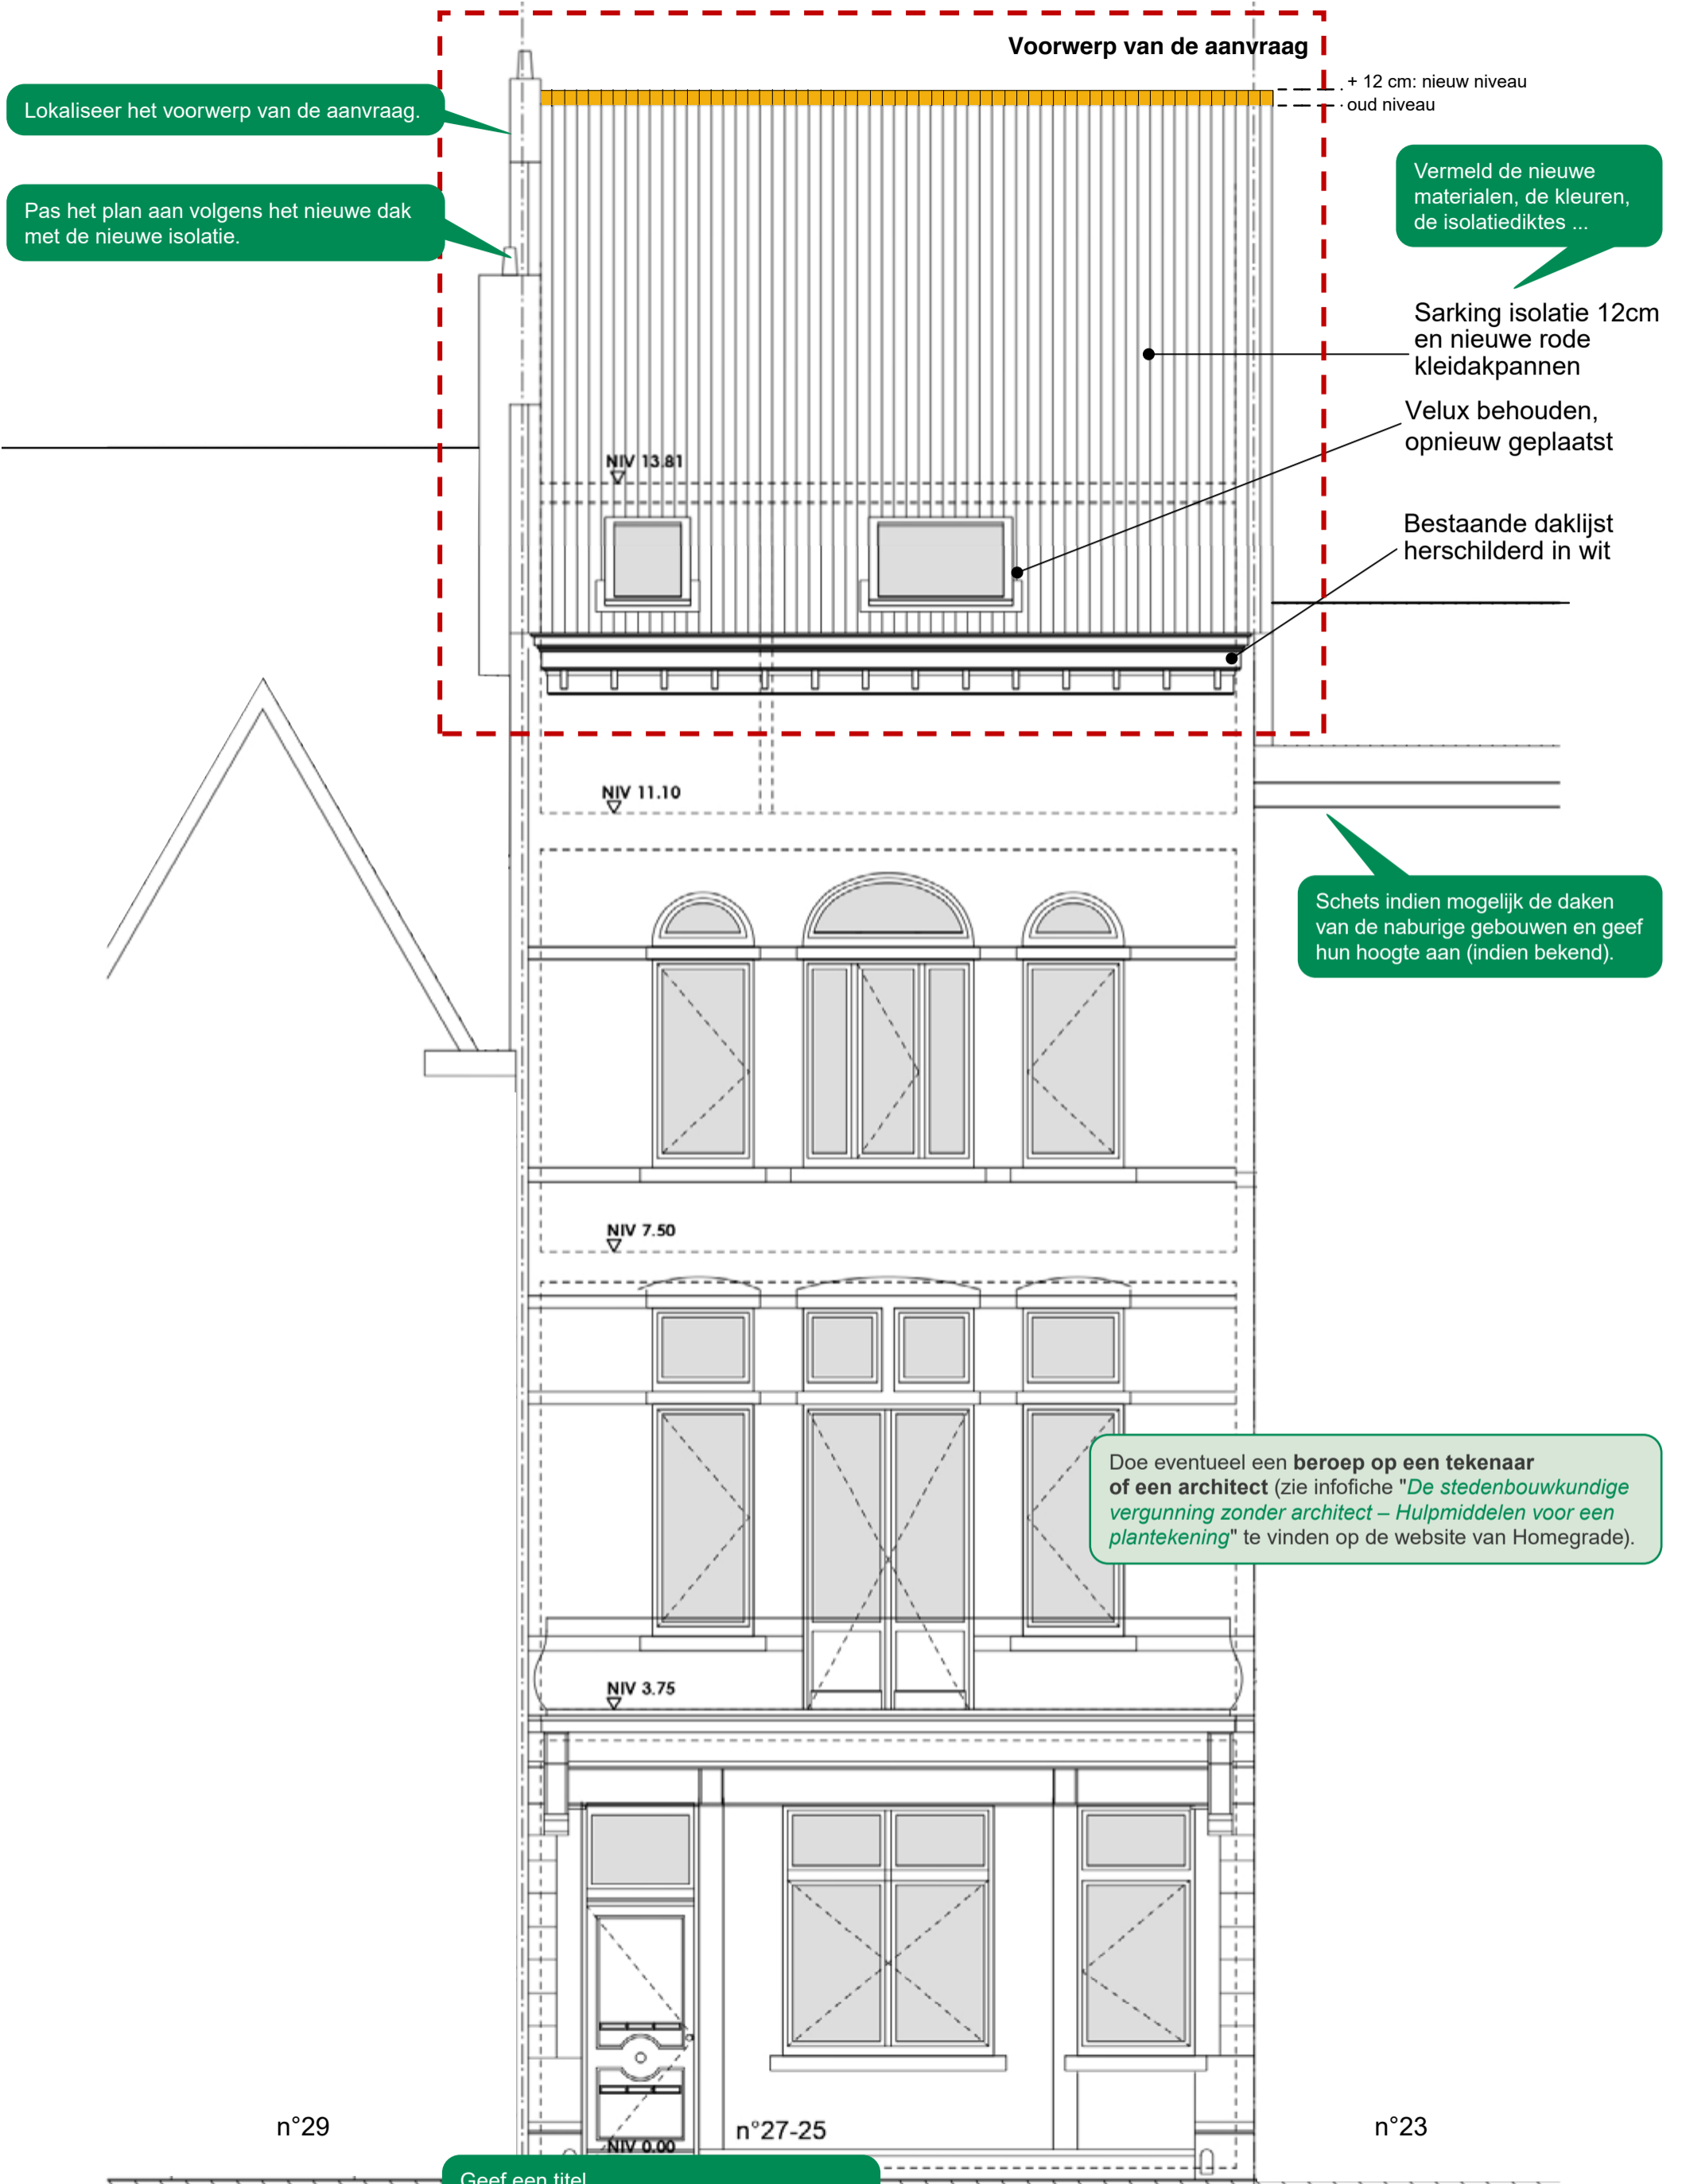 Voorwerp van de aanvraag
+ 12 cm: nieuw niveau
oud niveau
Lokaliseer het voorwerp van de aanvraag.
Pas het plan aan volgens het nieuwe dak
met de nieuwe isolatie.
Vermeld de nieuwe
materialen, de kleuren,
de isolatiediktes ...
Sarking isolatie 12cm
en nieuwe rode
kleidakpannen
Velux behouden,
opnieuw geplaatst
NIV 13.81
Bestaande daklijst
herschilderd in wit
NIV 11.10
Schets indien mogelijk de daken
van de naburige gebouwen en geef
hun hoogte aan (indien bekend).
NIV 7.50
Doe eventueel een beroep op een tekenaar
of een architect (zie infofiche "De stedenbouwkundige
vergunning zonder architect – Hulpmiddelen voor een
plantekening" te vinden op de website van Homegrade).
NIV 3.75
n°29
n°27-25
n°23
NIV 0.00
Geef een titel